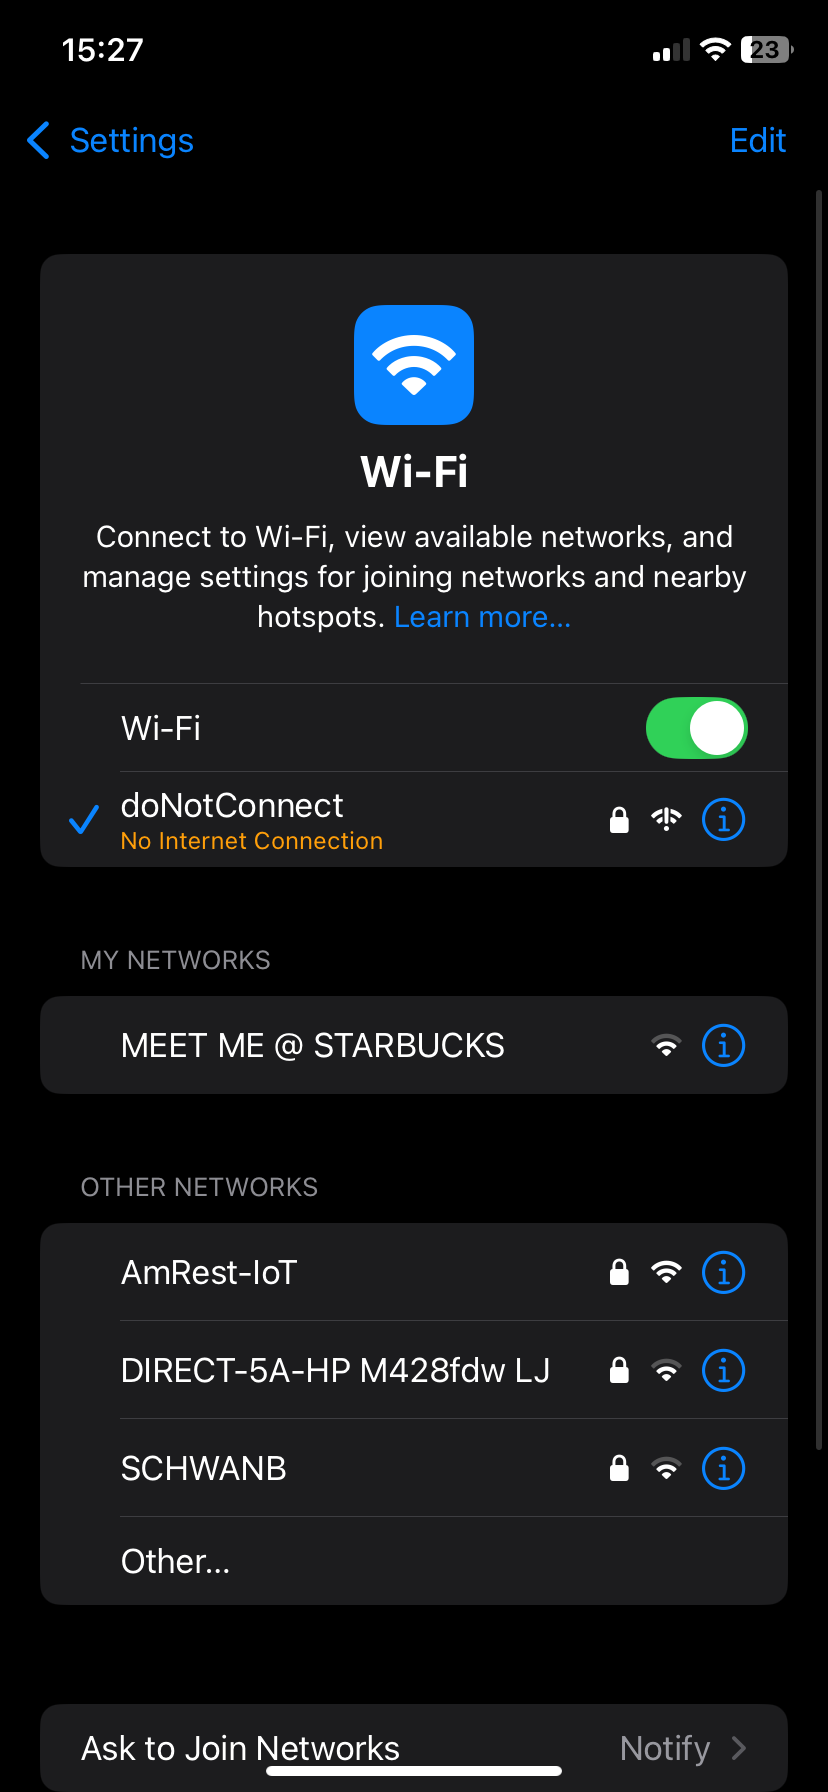 15:27
23
Settings
Edit
Wi-Fi
Connect to Wi-Fi, view available networks, and
manage settings for joining networks and nearby
hotspots. Learn more...
Wi-Fi
doNotConnect
No Internet Connection
MY NETWORKS
MEET ME @ STARBUCKS
OTHER NETWORKS
AmRest-IoT
DIRECT-5A-HP M428fdw LJ
SCHWANB
Other...
Ask to Join Networks
Notify